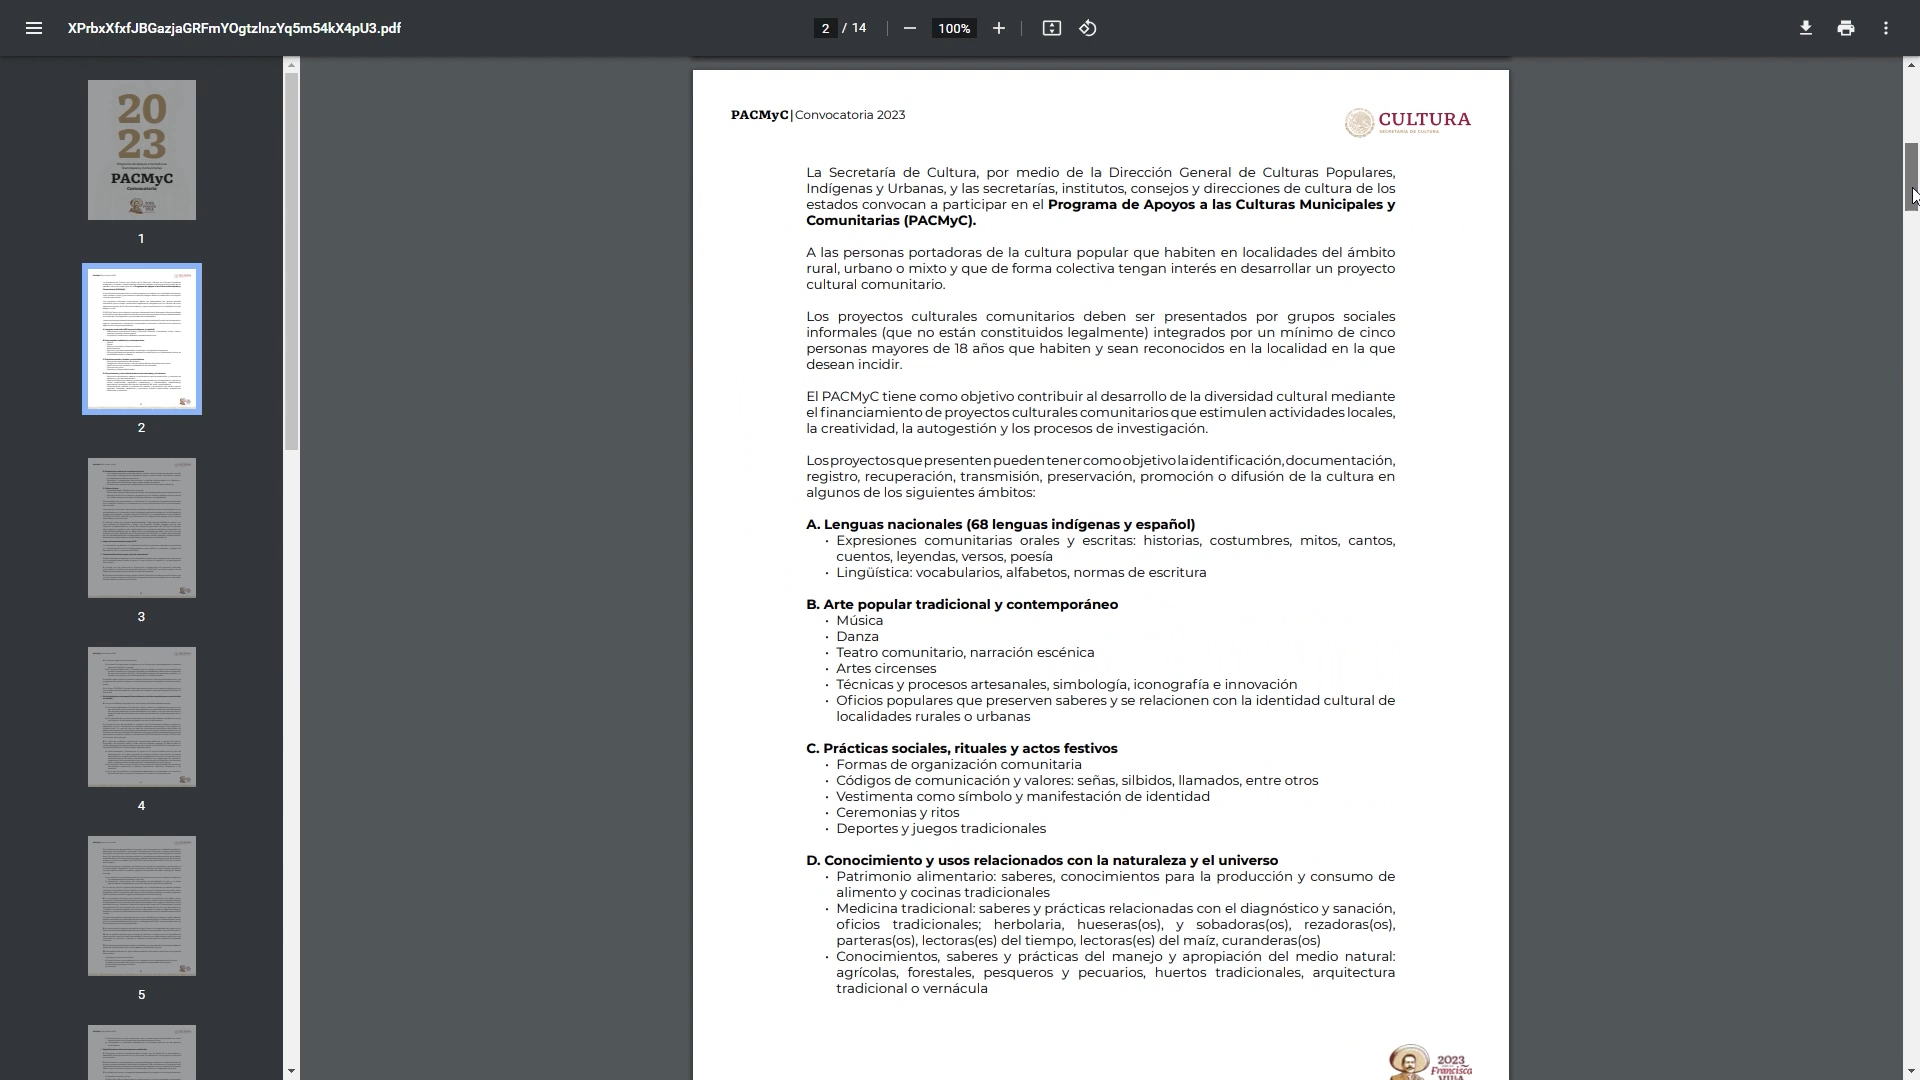 XPrbxXfxfJBGazjaGRFmYOgtzlnzYq5m54kX4pU3.pdf
2 / 14
100%
20
23
PACMyC
Convocatoria
1
2
3
4
5
PACMyC|Convocatoria 2023
CULTURA
SECRETARÍA DE CULTURA
La Secretaría de Cultura, por medio de la Dirección General de Culturas Populares,
Indígenas y Urbanas, y las secretarías, institutos, consejos y direcciones de cultura de los
estados convocan a participar en el Programa de Apoyos a las Culturas Municipales y
Comunitarias (PACMyC).
A las personas portadoras de la cultura popular que habiten en localidades del ámbito
rural, urbano o mixto y que de forma colectiva tengan interés en desarrollar un proyecto
cultural comunitario.
Los proyectos culturales comunitarios deben ser presentados por grupos sociales
informales (que no están constituidos legalmente) integrados por un mínimo de cinco
personas mayores de 18 años que habiten y sean reconocidos en la localidad en la que
desean incidir.
El PACMyC tiene como objetivo contribuir al desarrollo de la diversidad cultural mediante
el financiamiento de proyectos culturales comunitarios que estimulen actividades locales,
la creatividad, la autogestión y los procesos de investigación.
Los proyectos que presenten pueden tener como objetivo la identificación, documentación,
registro, recuperación, transmisión, preservación, promoción o difusión de la cultura en
algunos de los siguientes ámbitos:
A. Lenguas nacionales (68 lenguas indígenas y español)
· Expresiones comunitarias orales y escritas: historias, costumbres, mitos, cantos,
cuentos, leyendas, versos, poesía
· Lingüística: vocabularios, alfabetos, normas de escritura
B. Arte popular tradicional y contemporáneo
· Música
· Danza
· Teatro comunitario, narración escénica
· Artes circenses
· Técnicas y procesos artesanales, simbología, iconografía e innovación
· Oficios populares que preserven saberes y se relacionen con la identidad cultural de
localidades rurales o urbanas
C. Prácticas sociales, rituales y actos festivos
· Formas de organización comunitaria
· Códigos de comunicación y valores: señas, silbidos, llamados, entre otros
· Vestimenta como símbolo y manifestación de identidad
· Ceremonias y ritos
· Deportes y juegos tradicionales
D. Conocimiento y usos relacionados con la naturaleza y el universo
· Patrimonio alimentario: saberes, conocimientos para la producción y consumo de
alimento y cocinas tradicionales
· Medicina tradicional: saberes y prácticas relacionadas con el diagnóstico y sanación,
oficios tradicionales; herbolaria, hueseras(os), y sobadoras(os), rezadoras(os),
parteras(os), lectoras(es) del tiempo, lectoras(es) del maíz, curanderas(os)
· Conocimientos, saberes y prácticas del manejo y apropiación del medio natural:
agrícolas, forestales, pesqueros y pecuarios, huertos tradicionales, arquitectura
tradicional o vernácula
2023
Francisco
VILLA